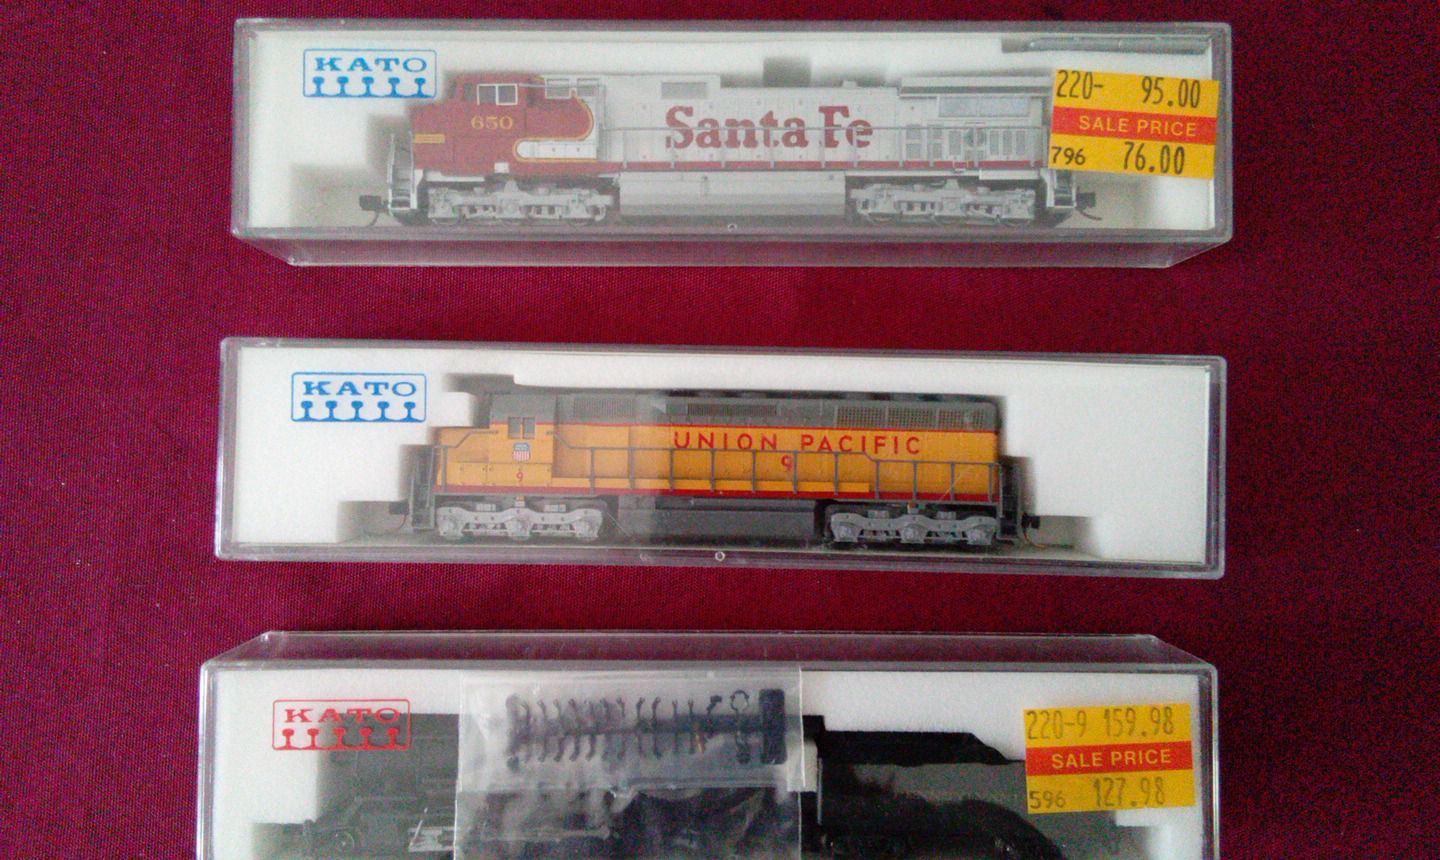 KATO
650
Santa Fe
220- 95.00
SALE PRICE
796 76.00
KATO
UNION PACIFIC
9
9
KATO
220-9 159.98
SALE PRICE
596 127.98